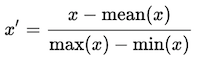 x′ = (x − mean(x)) / (max(x) − min(x))